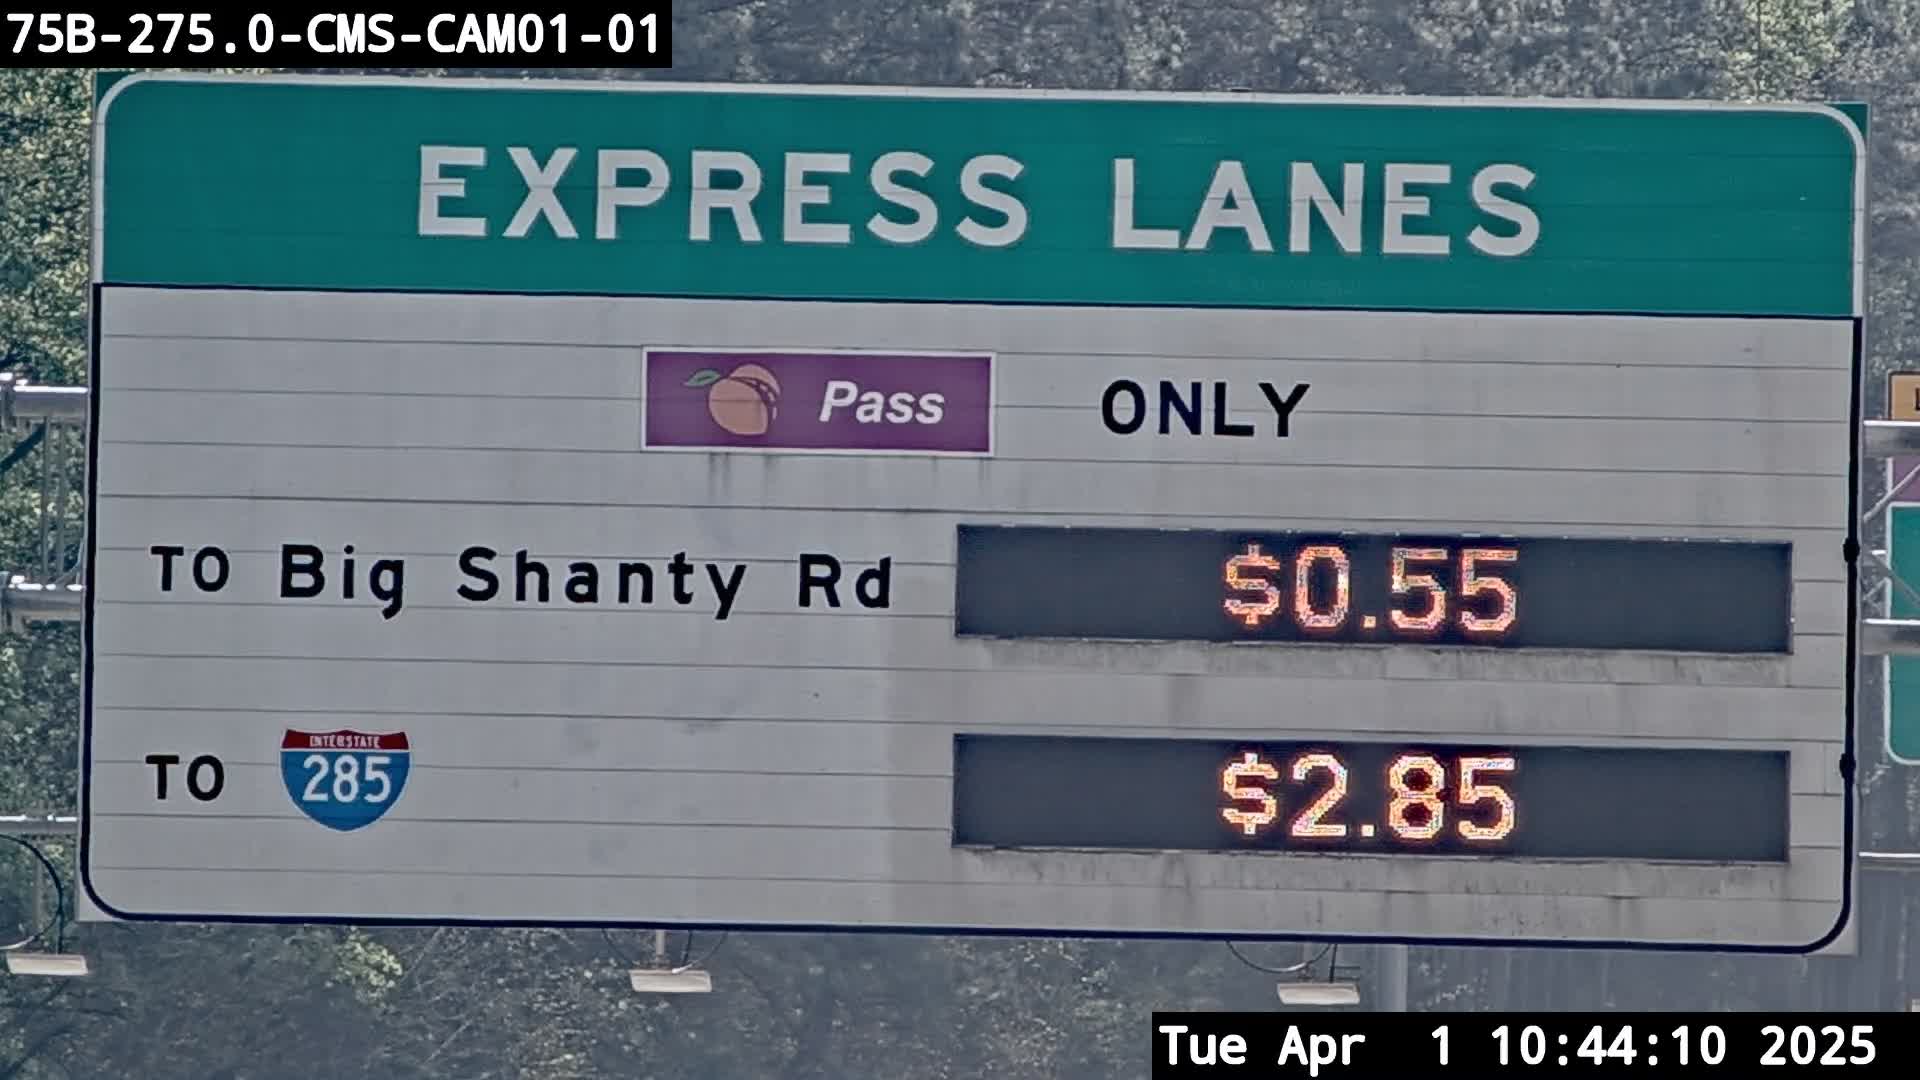 75B-275.0-CMS-CAM01-01
EXPRESS LANES
Pass ONLY
TO Big Shanty Rd $0.55
TO INTERSTATE 285 $2.85
Tue Apr 1 10:44:10 2025